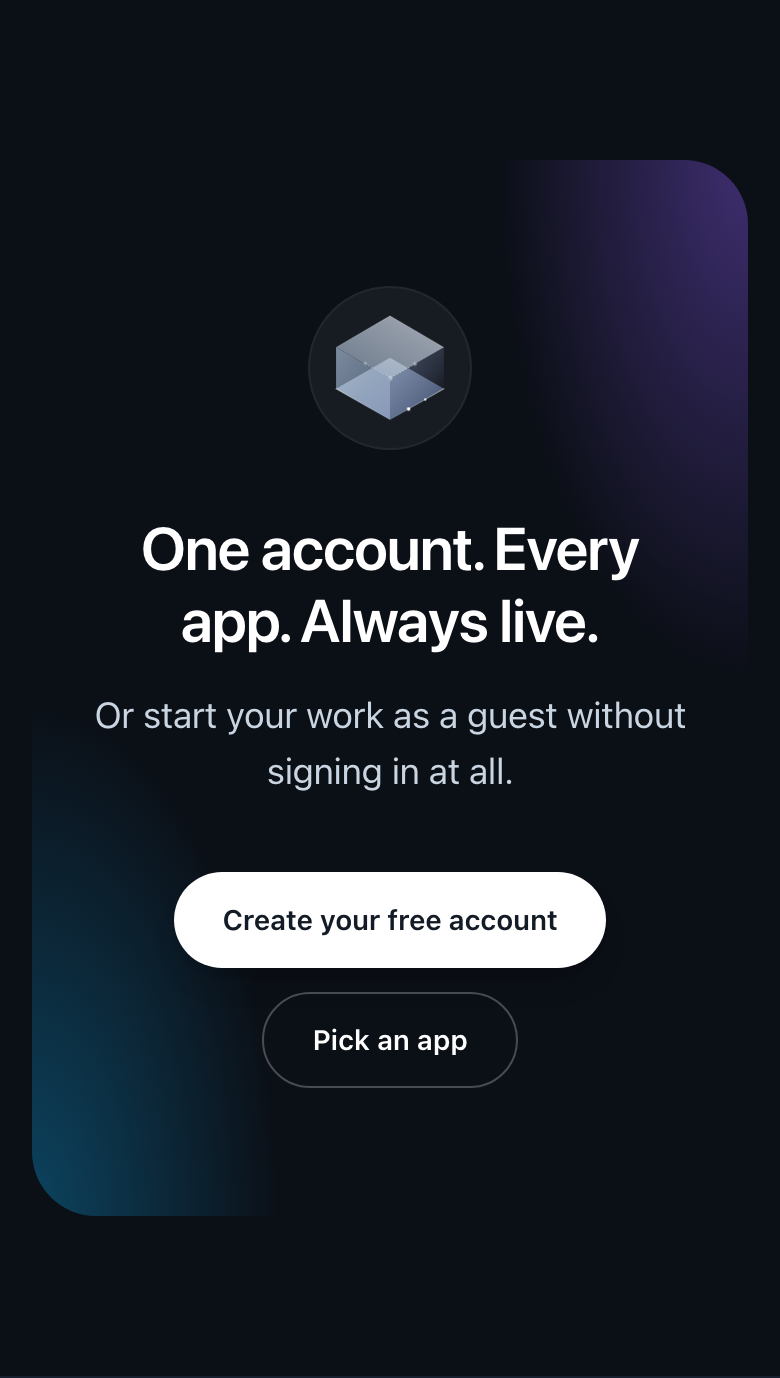 One account. Every
app. Always live.
Or start your work as a guest without
signing in at all.
Create your free account
Pick an app